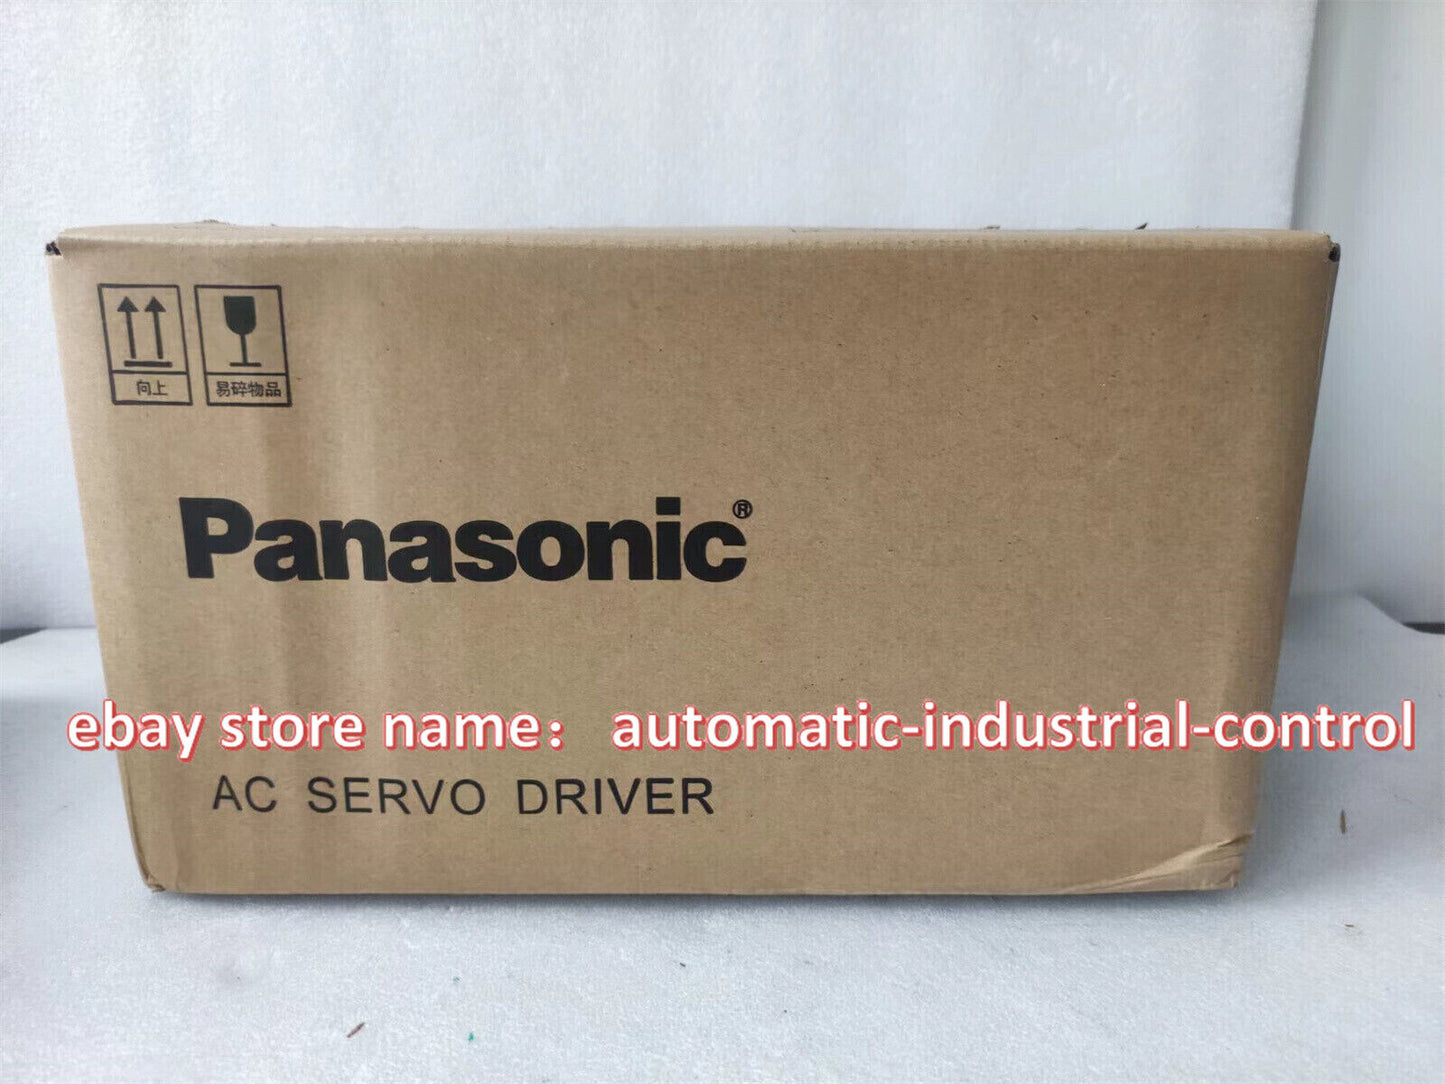 向上
易碎物品
Panasonic®
ebay store name： automatic-industrial-control
AC SERVO DRIVER